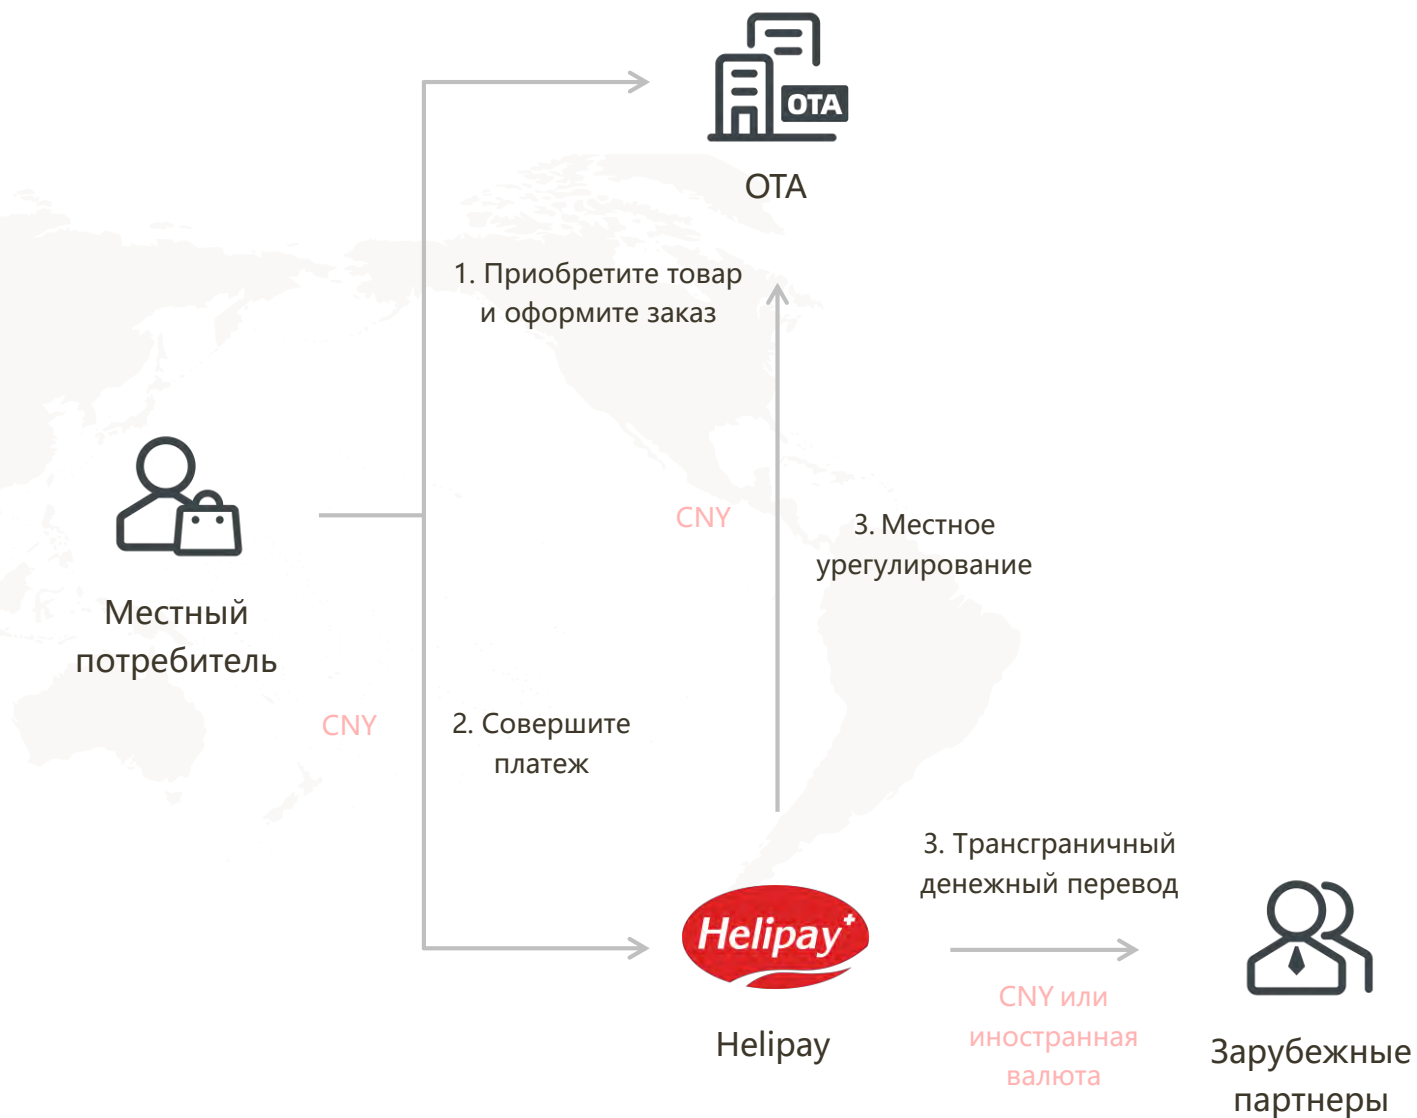 OTA
OTA
1. Приобретите товар
и оформите заказ
CNY
3. Местное
урегулирование
Местный
потребитель
CNY
2. Совершите
платеж
3. Трансграничный
денежный перевод
Helipay+
CNY или
иностранная
валюта
Helipay
Зарубежные
партнеры